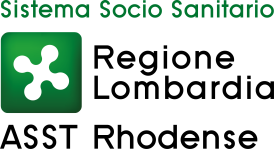 Sistema Socio Sanitario
Regione
Lombardia
ASST Rhodense